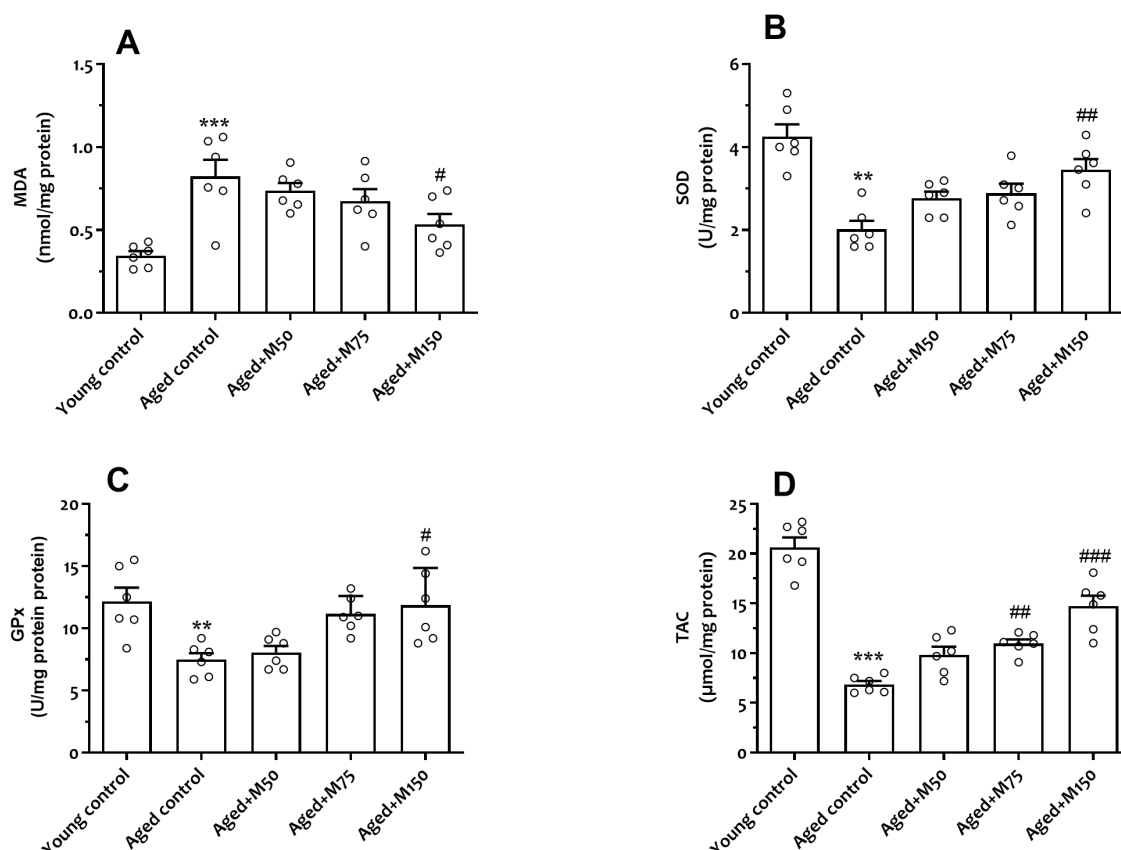 A
MDA
(nmol/mg protein)
1.5
1.0
0.5
0.0
***
#
Young control
Aged control
Aged+M50
Aged+M75
Aged+M150
B
SOD
(U/mg protein)
6
4
2
0
**
##
Young control
Aged control
Aged+M50
Aged+M75
Aged+M150
C
GPx
(U/mg protein protein)
20
15
10
5
0
**
#
Young control
Aged control
Aged+M50
Aged+M75
Aged+M150
D
TAC
(µmol/mg protein)
25
20
15
10
5
0
***
##
###
Young control
Aged control
Aged+M50
Aged+M75
Aged+M150